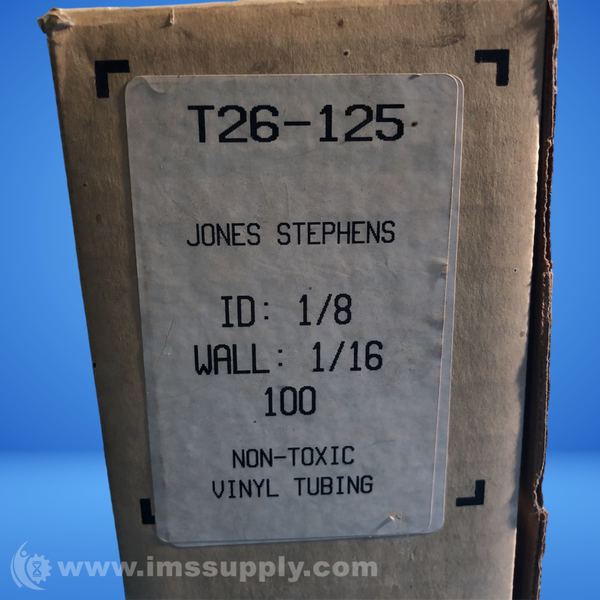 T26-125
JONES STEPHENS
ID: 1/8
WALL: 1/16
100
NON-TOXIC
VINYL TUBING
www.imssupply.com